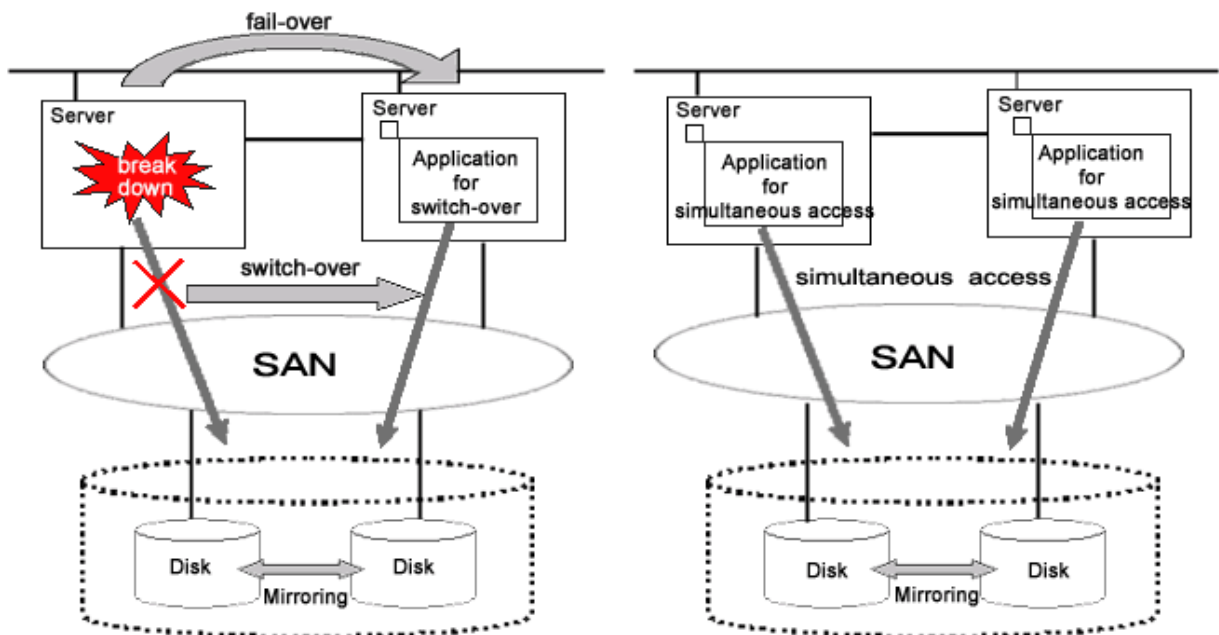 fail-over
Server
break
down
Server
Application
for
switch-over
switch-over
SAN
Disk
Mirroring
Disk
Server
Application
for
simultaneous access
Server
Application
for
simultaneous access
simultaneous access
SAN
Disk
Mirroring
Disk